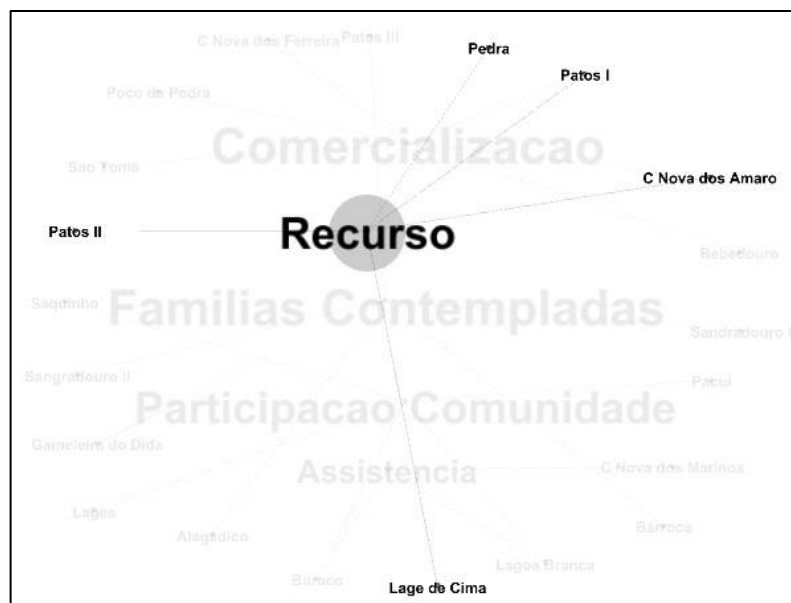 C Nova dos Ferreira
Patos III
Pedra
Patos I
Poco da Pedra
Comercializacao
Sao Tome
C Nova dos Amaro
Patos II
Recurso
Bebedouro
Saquinho
Familias Contempladas
Sandradouro I
Sangradouro II
Pacui
Participacao Comunidade
Gameleira do Dida
Assistencia
C Nova dos Marinos
Lagoa
Alagadico
Barroca
Buraco
Lagoa Branca
Lage de Cima